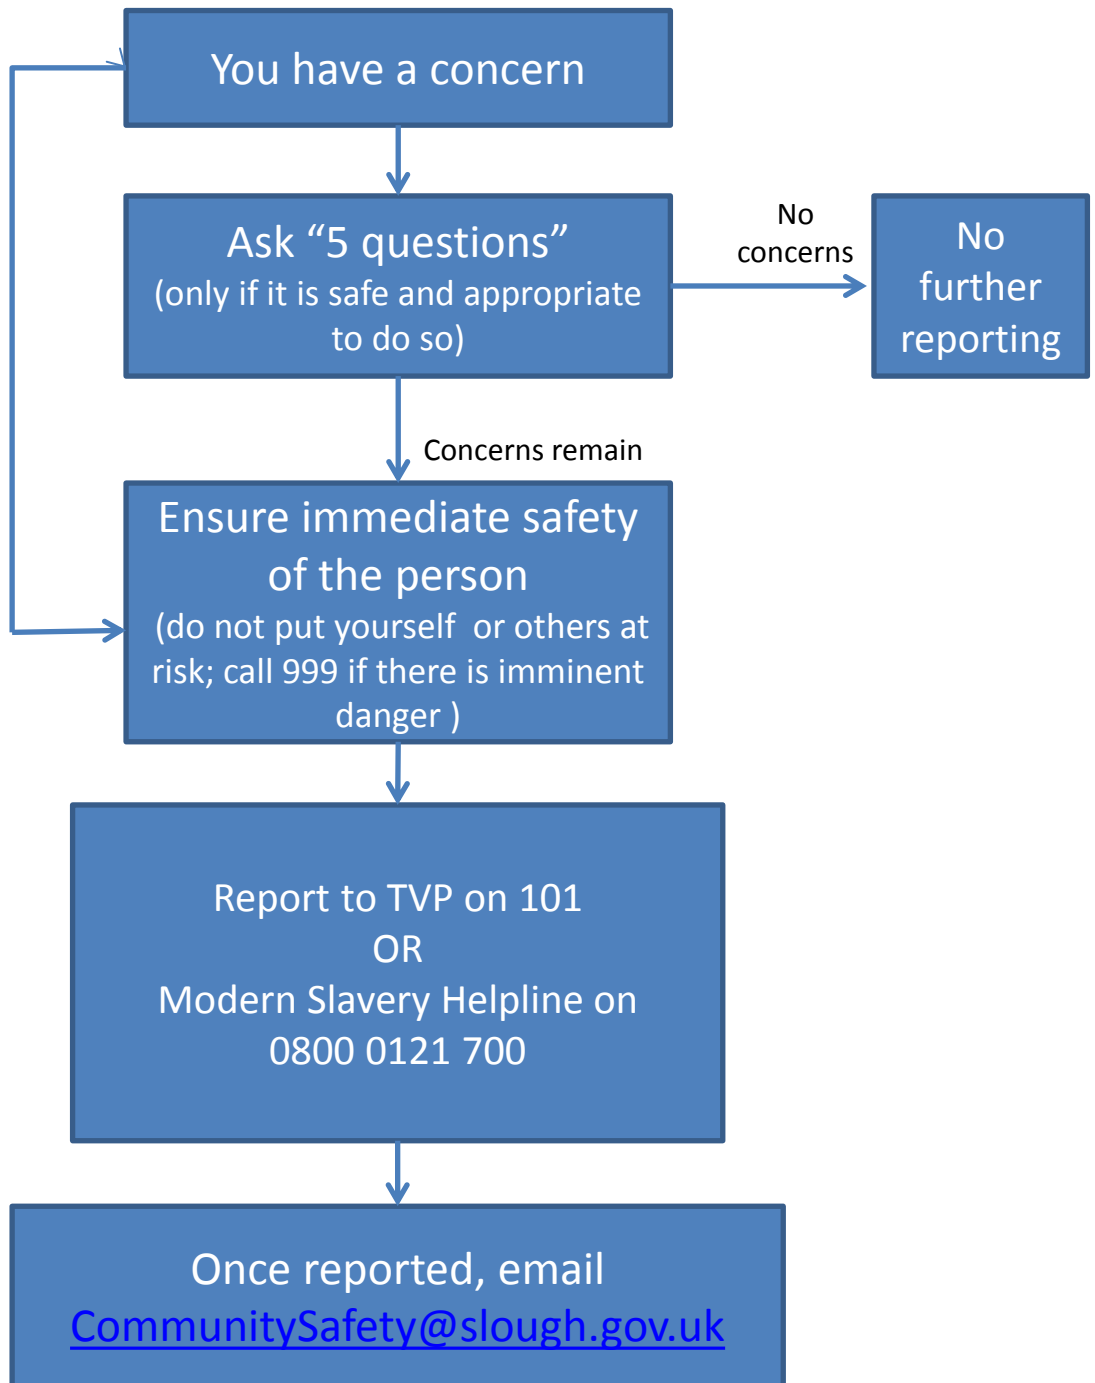 You have a concern
Ask “5 questions”
(only if it is safe and appropriate
to do so)
No
concerns
No
further
reporting
Concerns remain
Ensure immediate safety
of the person
(do not put yourself  or others at
risk; call 999 if there is imminent
danger )
Report to TVP on 101
OR
Modern Slavery Helpline on
0800 0121 700
Once reported, email
CommunitySafety@slough.gov.uk